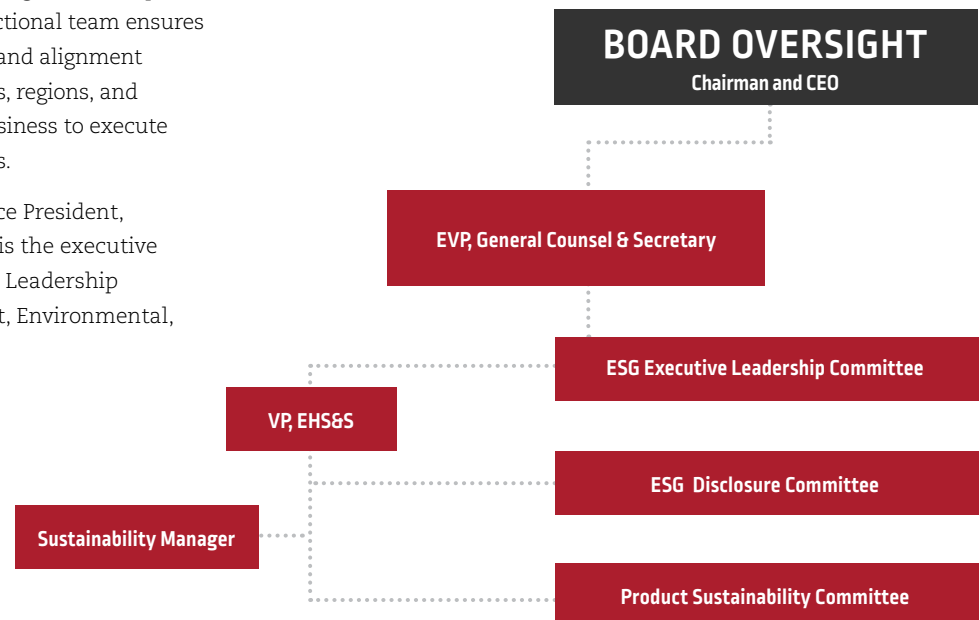 ctional team ensures
and alignment
s, regions, and
siness to execute
s.
ce President,
is the executive
Leadership
t, Environmental,
BOARD OVERSIGHT
Chairman and CEO
EVP, General Counsel & Secretary
ESG Executive Leadership Committee
VP, EHS&S
ESG Disclosure Committee
Sustainability Manager
Product Sustainability Committee